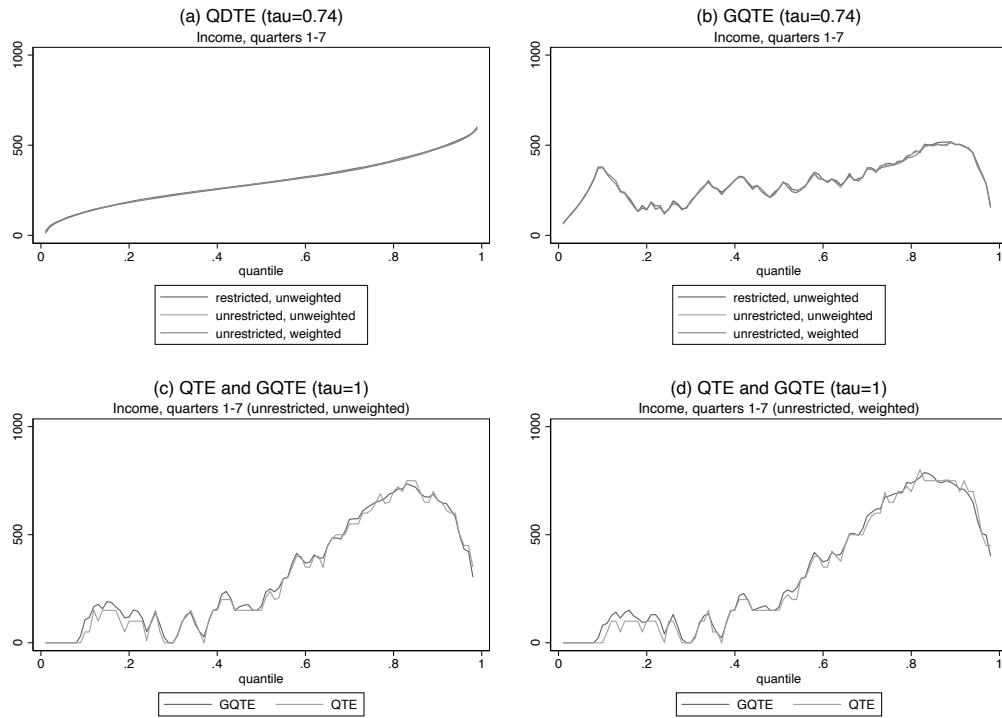 (a) QDTE (tau=0.74)
Income, quarters 1-7
1000
500
0
0 .2 .4 .6 .8 1
quantile
restricted, unweighted
unrestricted, unweighted
unrestricted, weighted
(b) GQTE (tau=0.74)
Income, quarters 1-7
1000
500
0
0 .2 .4 .6 .8 1
quantile
restricted, unweighted
unrestricted, unweighted
unrestricted, weighted
(c) QTE and GQTE (tau=1)
Income, quarters 1-7 (unrestricted, unweighted)
1000
500
0
0 .2 .4 .6 .8 1
quantile
GQTE QTE
(d) QTE and GQTE (tau=1)
Income, quarters 1-7 (unrestricted, weighted)
1000
500
0
0 .2 .4 .6 .8 1
quantile
GQTE QTE